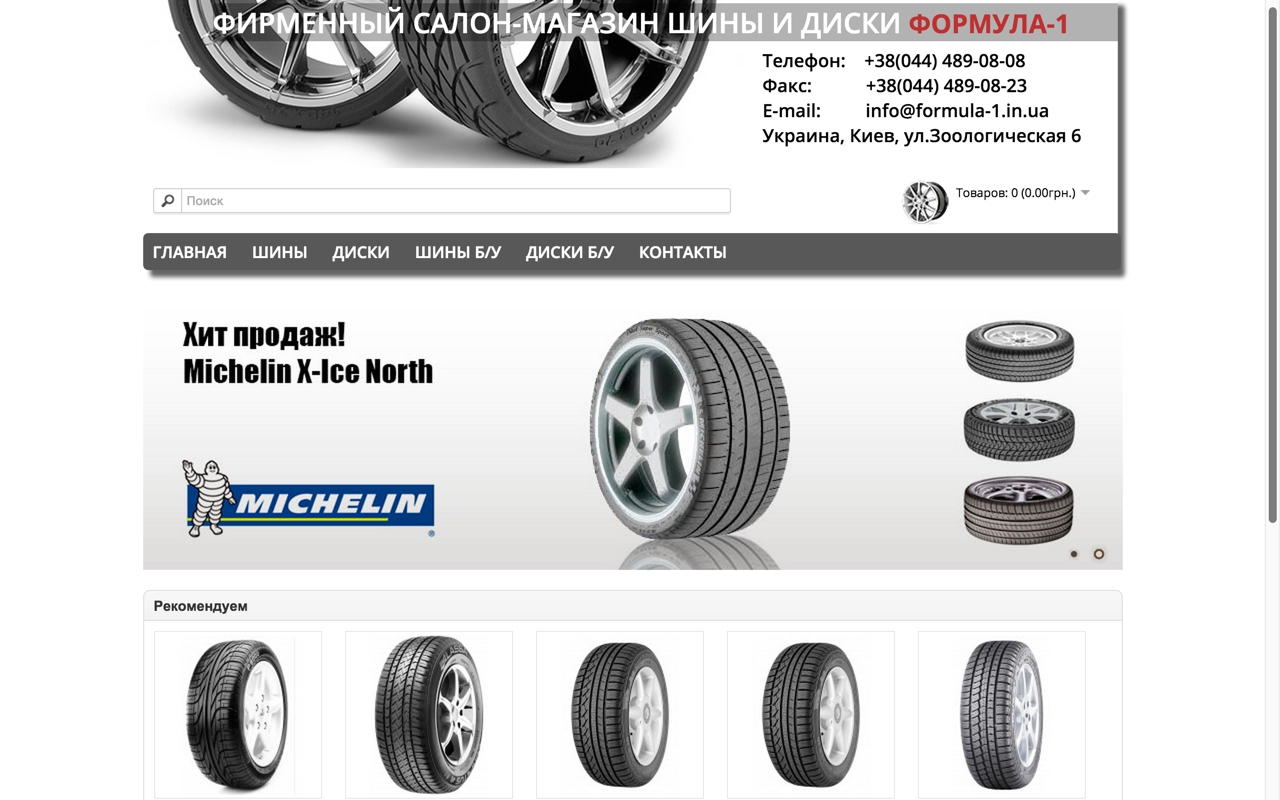 ФИРМЕННЫЙ САЛОН-МАГАЗИН ШИНЫ И ДИСКИ ФОРМУЛА-1
Телефон: +38(044) 489-08-08
Факс: +38(044) 489-08-23
E-mail: info@formula-1.in.ua
Украина, Киев, ул.Зоологическая 6
Поиск
Товаров: 0 (0.00грн.)
ГЛАВНАЯ ШИНЫ ДИСКИ ШИНЫ Б/У ДИСКИ Б/У КОНТАКТЫ
Хит продаж!
Michelin X-Ice North
MICHELIN
Рекомендуем